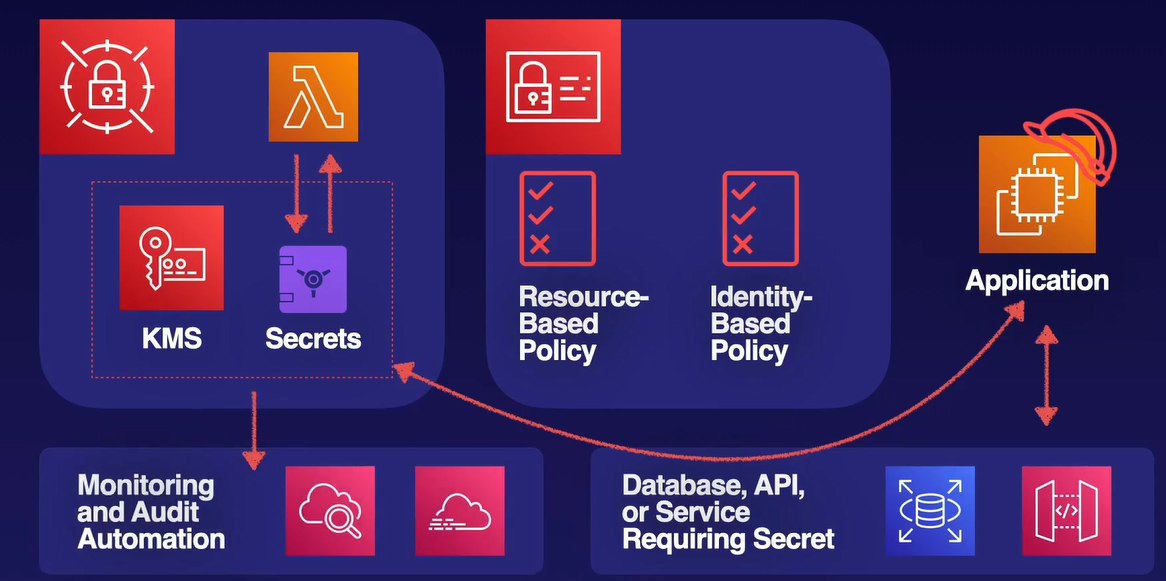 KMS
Secrets
Resource-
Based
Policy
Identity-
Based
Policy
Application
Monitoring
and Audit
Automation
Database, API,
or Service
Requiring Secret